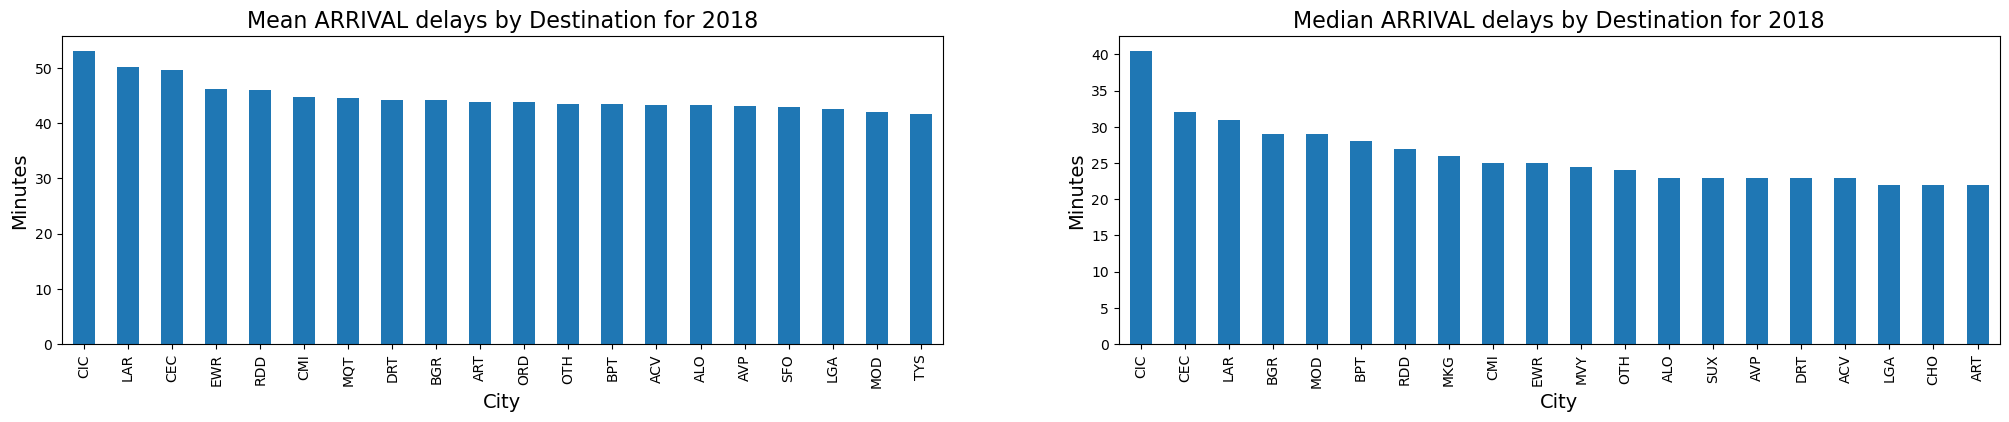 Mean ARRIVAL delays by Destination for 2018
Minutes
50
40
30
20
10
0
CIC LAR CEC EWR RDD CMI MQT DRT BGR ART ORD OTH BPT ACV ALO AVP SFO LGA MOD TYS
City
Median ARRIVAL delays by Destination for 2018
Minutes
40
35
30
25
20
15
10
5
0
CIC CEC LAR BGR MOD BPT RDD MKG CMI EWR MVY OTH ALO SUX AVP DRT ACV LGA CHO ART
City